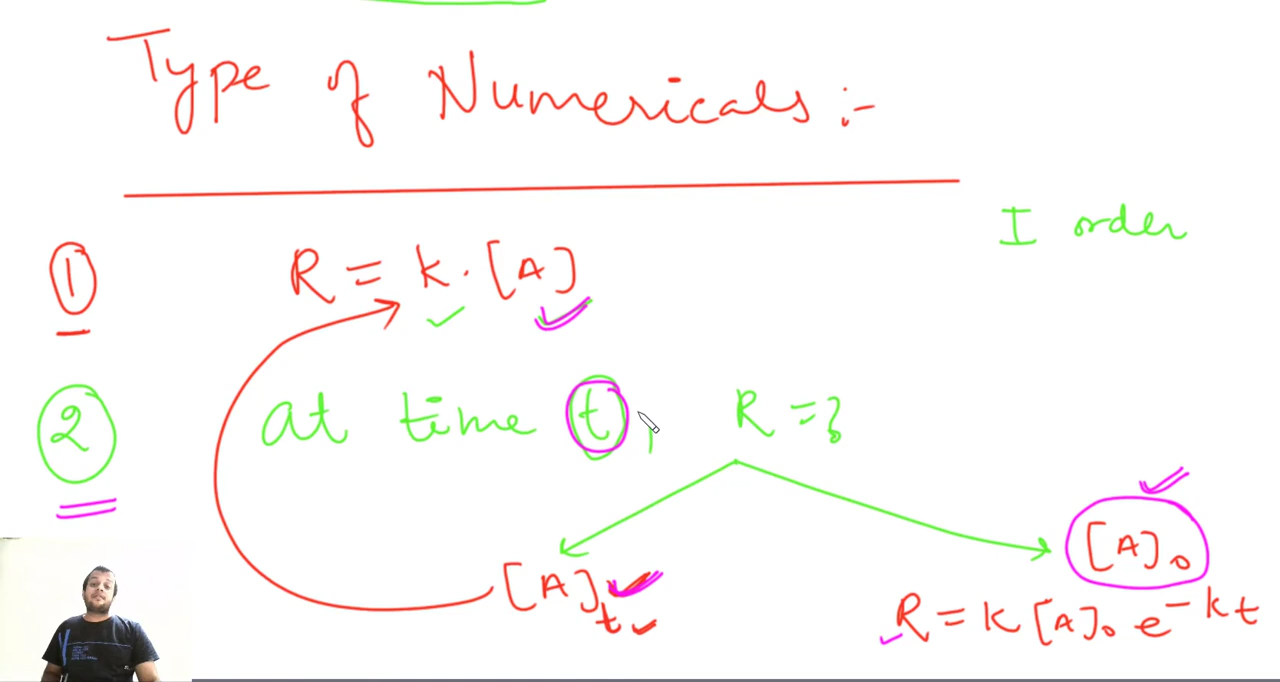 Type of Numericals :-
I order
1 R = k . [A]
2 at time t, R = ?
[A]t [A]₀
R = K [A]₀ e^-kt